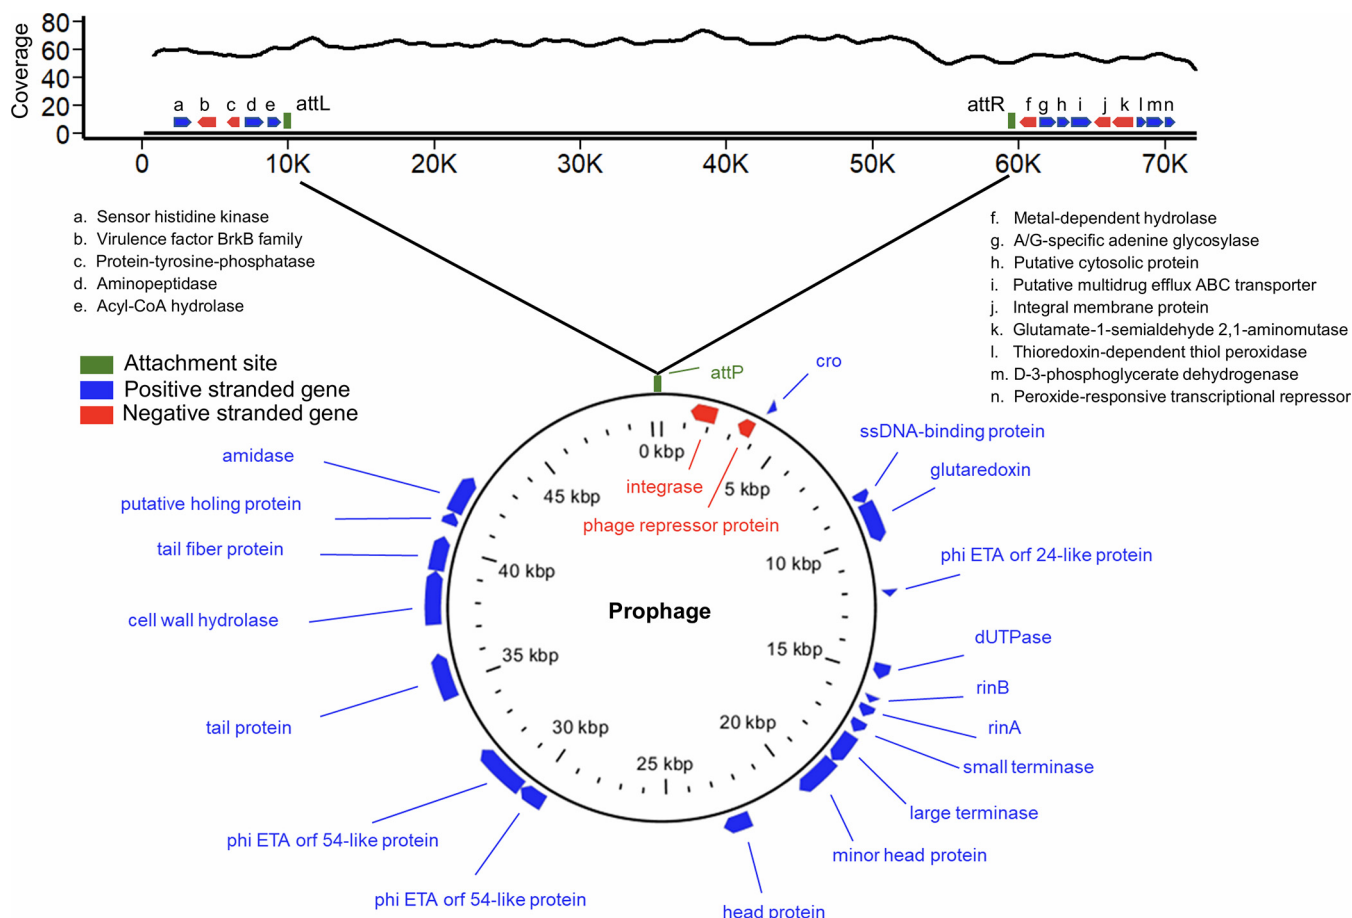 Coverage
80
60
40
20
0
a b c d e attL
attR f g h i j k l m n
0 10K 20K 30K 40K 50K 60K 70K
a. Sensor histidine kinase
b. Virulence factor BrkB family
c. Protein-tyrosine-phosphatase
d. Aminopeptidase
e. Acyl-CoA hydrolase
f. Metal-dependent hydrolase
g. A/G-specific adenine glycosylase
h. Putative cytosolic protein
i. Putative multidrug efflux ABC transporter
j. Integral membrane protein
k. Glutamate-1-semialdehyde 2,1-aminomutase
l. Thioredoxin-dependent thiol peroxidase
m. D-3-phosphoglycerate dehydrogenase
n. Peroxide-responsive transcriptional repressor
Attachment site
Positive stranded gene
Negative stranded gene
attP
cro
ssDNA-binding protein
glutaredoxin
phi ETA orf 24-like protein
dUTPase
rinB
rinA
small terminase
large terminase
minor head protein
head protein
phi ETA orf 54-like protein
phi ETA orf 54-like protein
tail protein
cell wall hydrolase
tail fiber protein
putative holing protein
amidase
integrase
phage repressor protein
0 kbp
5 kbp
10 kbp
15 kbp
20 kbp
25 kbp
30 kbp
35 kbp
40 kbp
45 kbp
Prophage